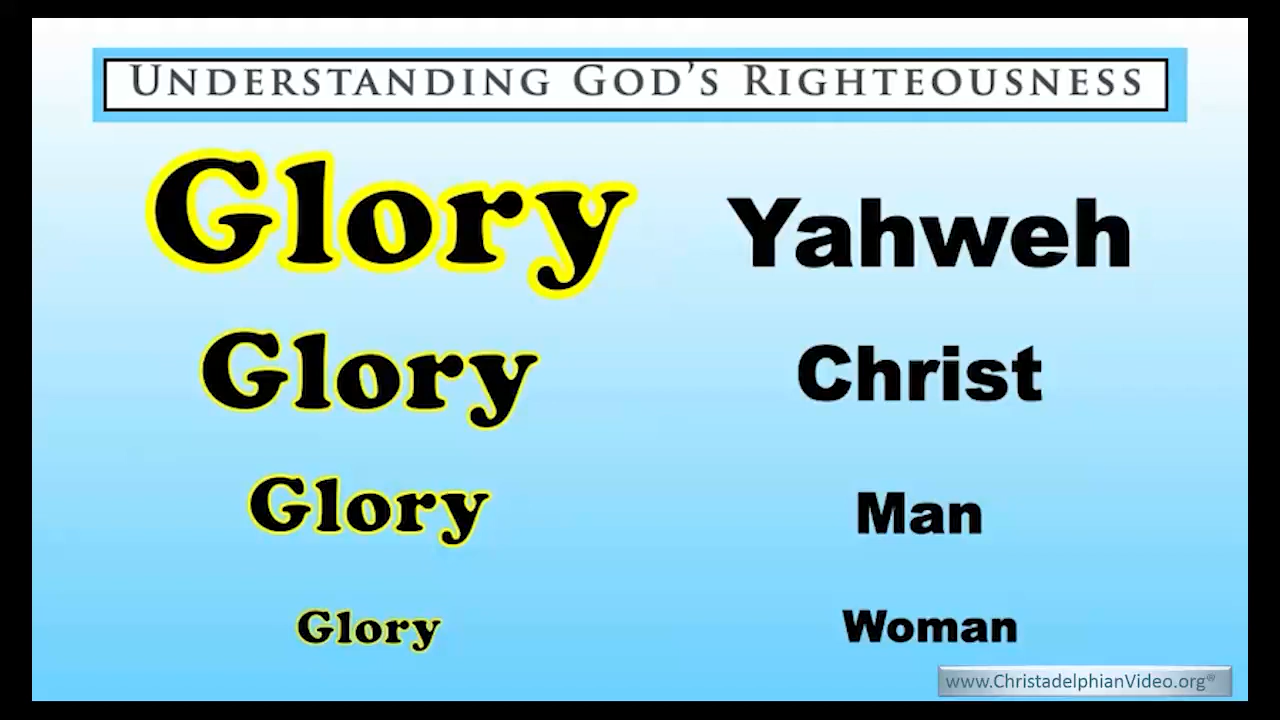 Understanding God's Righteousness
Glory Yahweh
Glory Christ
Glory Man
Glory Woman
www.ChristadelphianVideo.org®